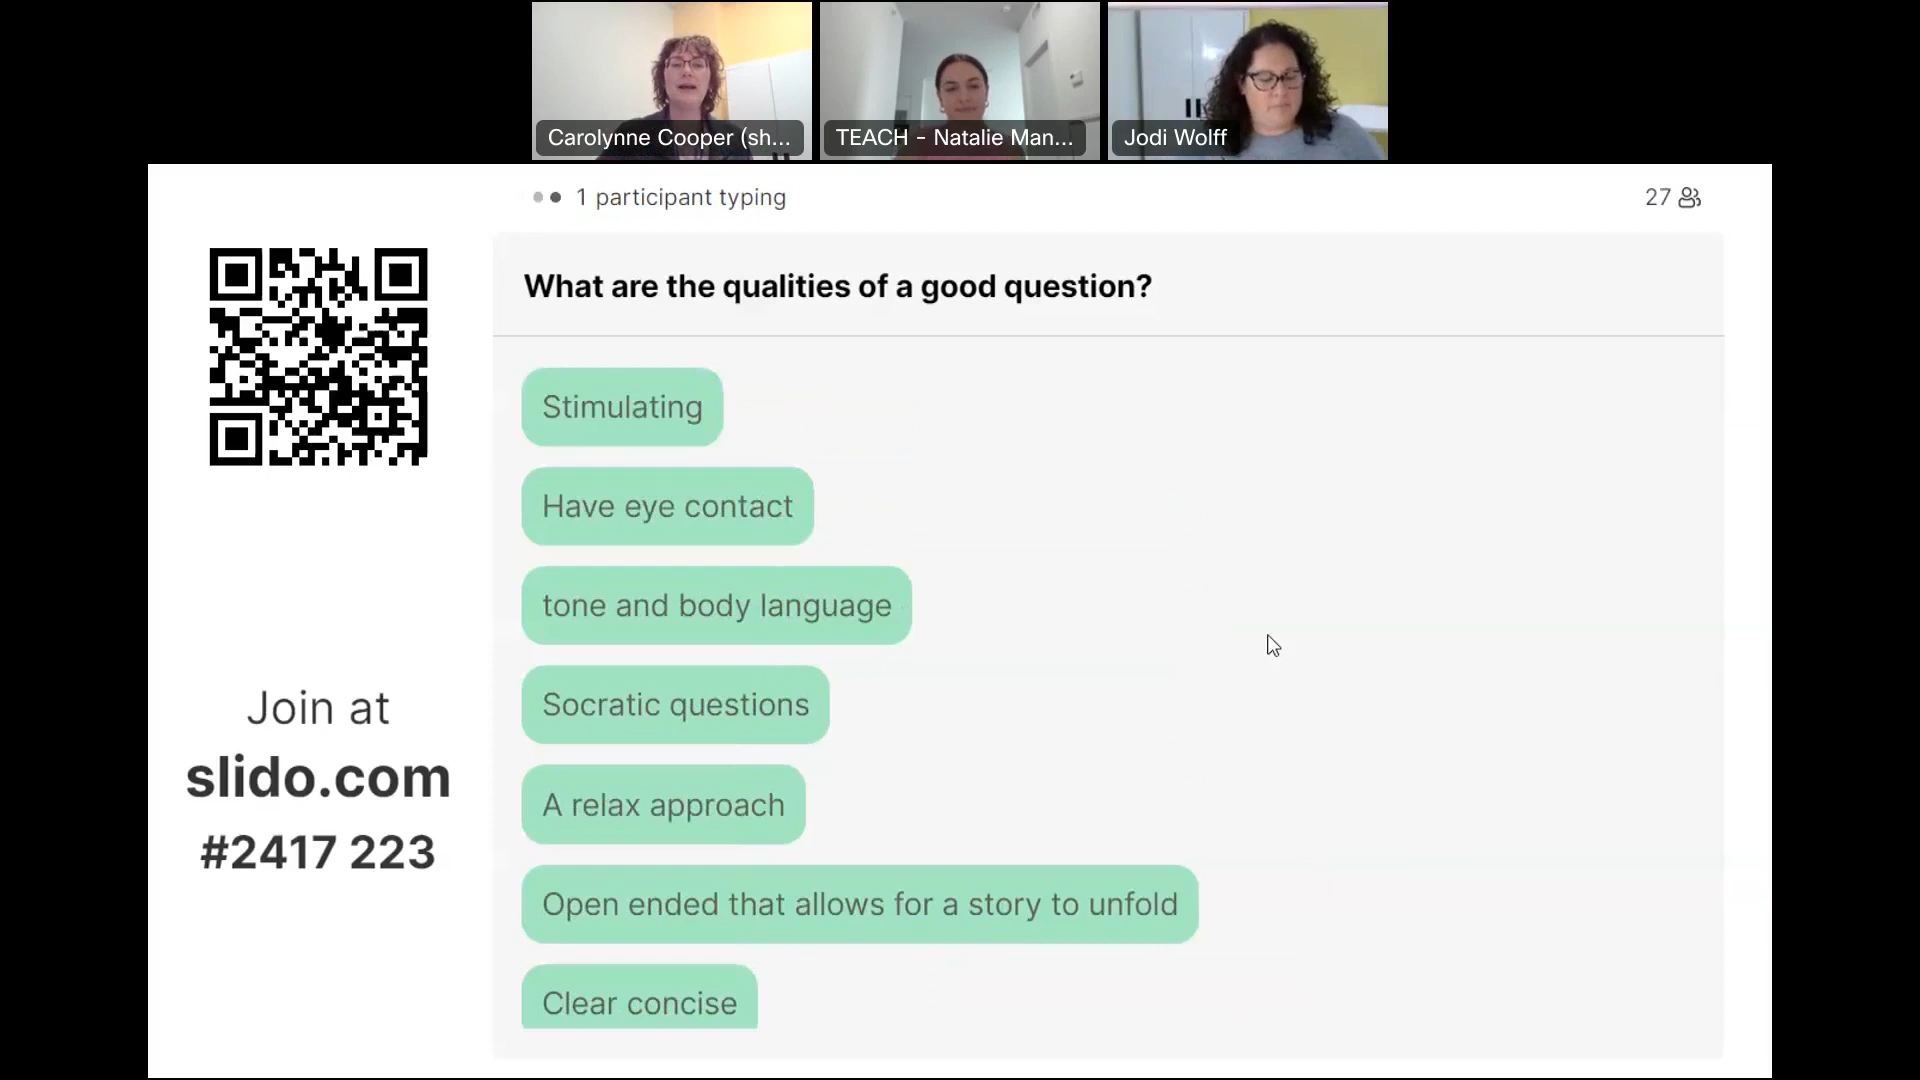 Carolynne Cooper (sh...
TEACH - Natalie Man...
Jodi Wolff
1 participant typing
27
What are the qualities of a good question?
Stimulating
Have eye contact
tone and body language
Socratic questions
A relax approach
Open ended that allows for a story to unfold
Clear concise
Join at
slido.com
#2417 223